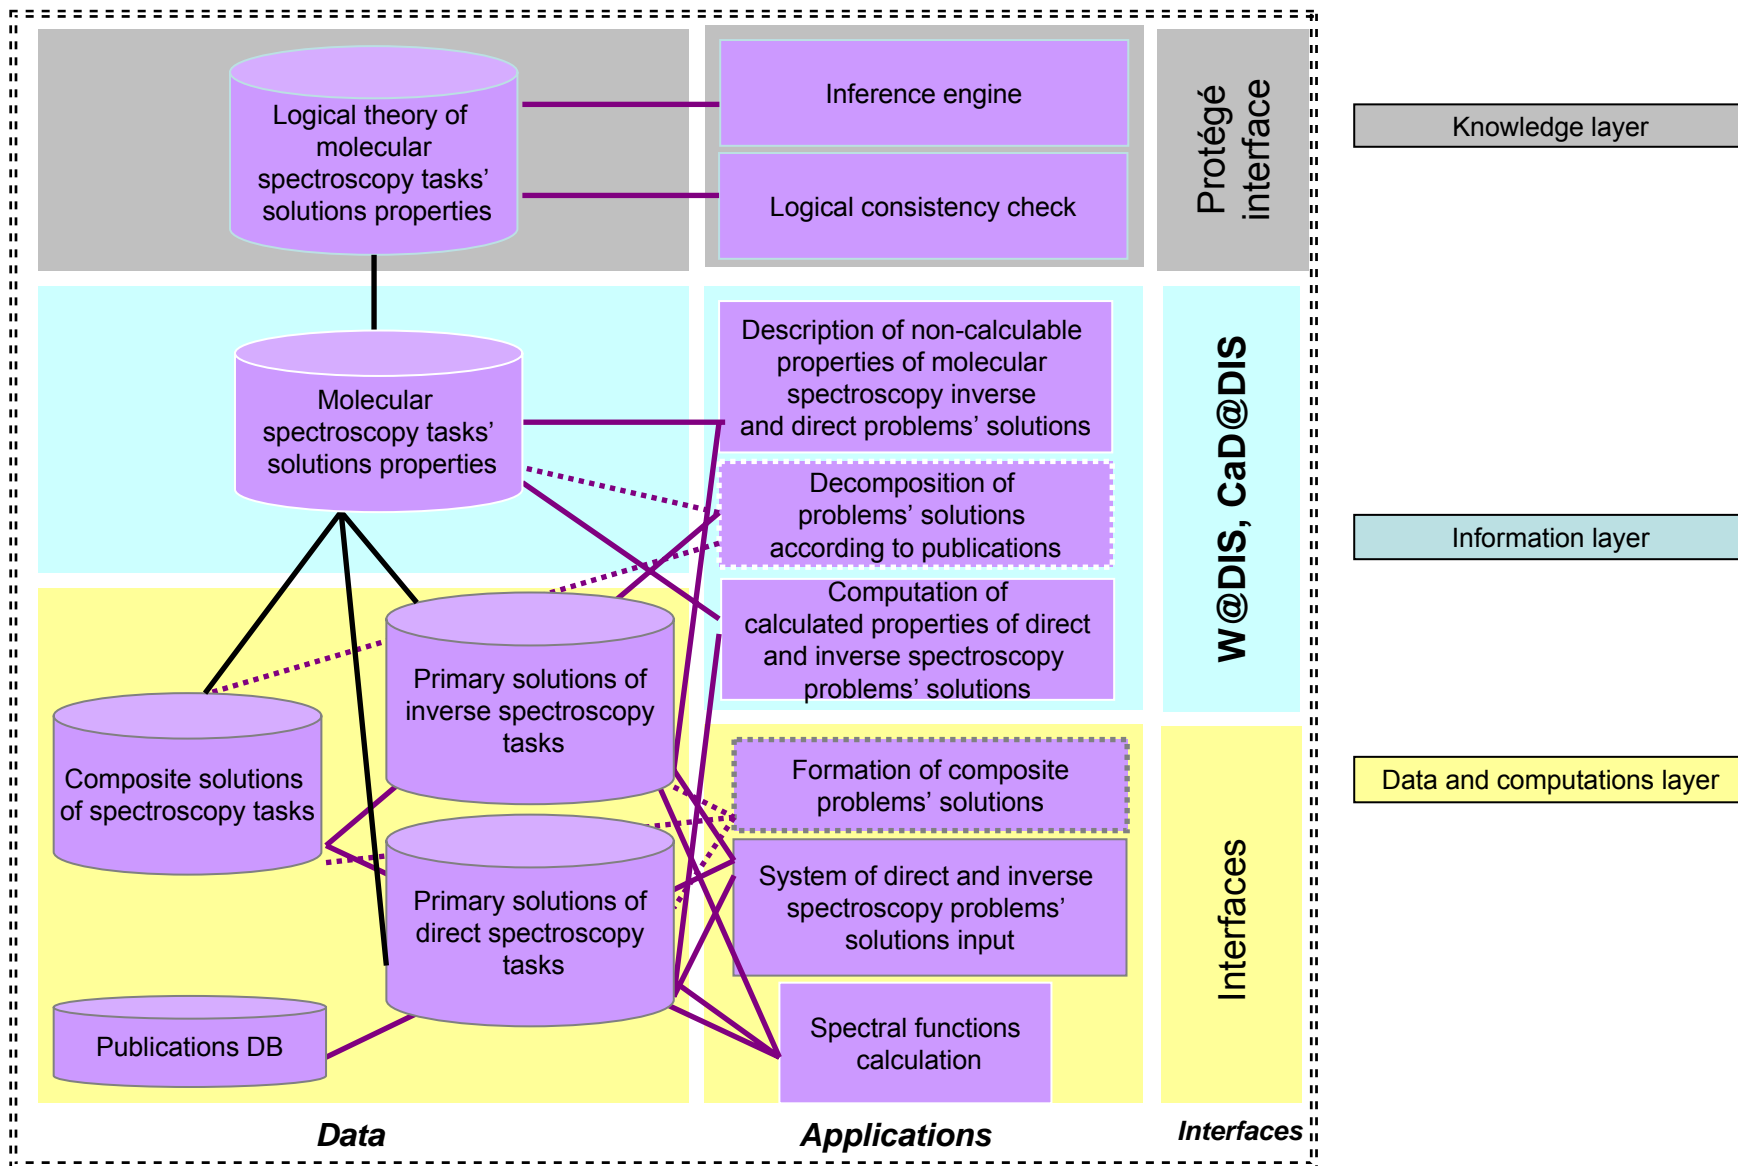 Logical theory of
molecular
spectroscopy tasks’
solutions properties
Inference engine
Logical consistency check
Protégé
interface
Knowledge layer
Molecular
spectroscopy tasks’
solutions properties
Description of non-calculable
properties of molecular
spectroscopy inverse
and direct problems’ solutions
Decomposition of
problems’ solutions
according to publications
Computation of
calculated properties of direct
and inverse spectroscopy
problems’ solutions
W@DIS, CaD@DIS
Information layer
Primary solutions of
inverse spectroscopy
tasks
Composite solutions
of spectroscopy tasks
Primary solutions of
direct spectroscopy
tasks
Publications DB
Formation of composite
problems’ solutions
System of direct and inverse
spectroscopy problems’
solutions input
Spectral functions
calculation
Interfaces
Data and computations layer
Data
Applications
Interfaces